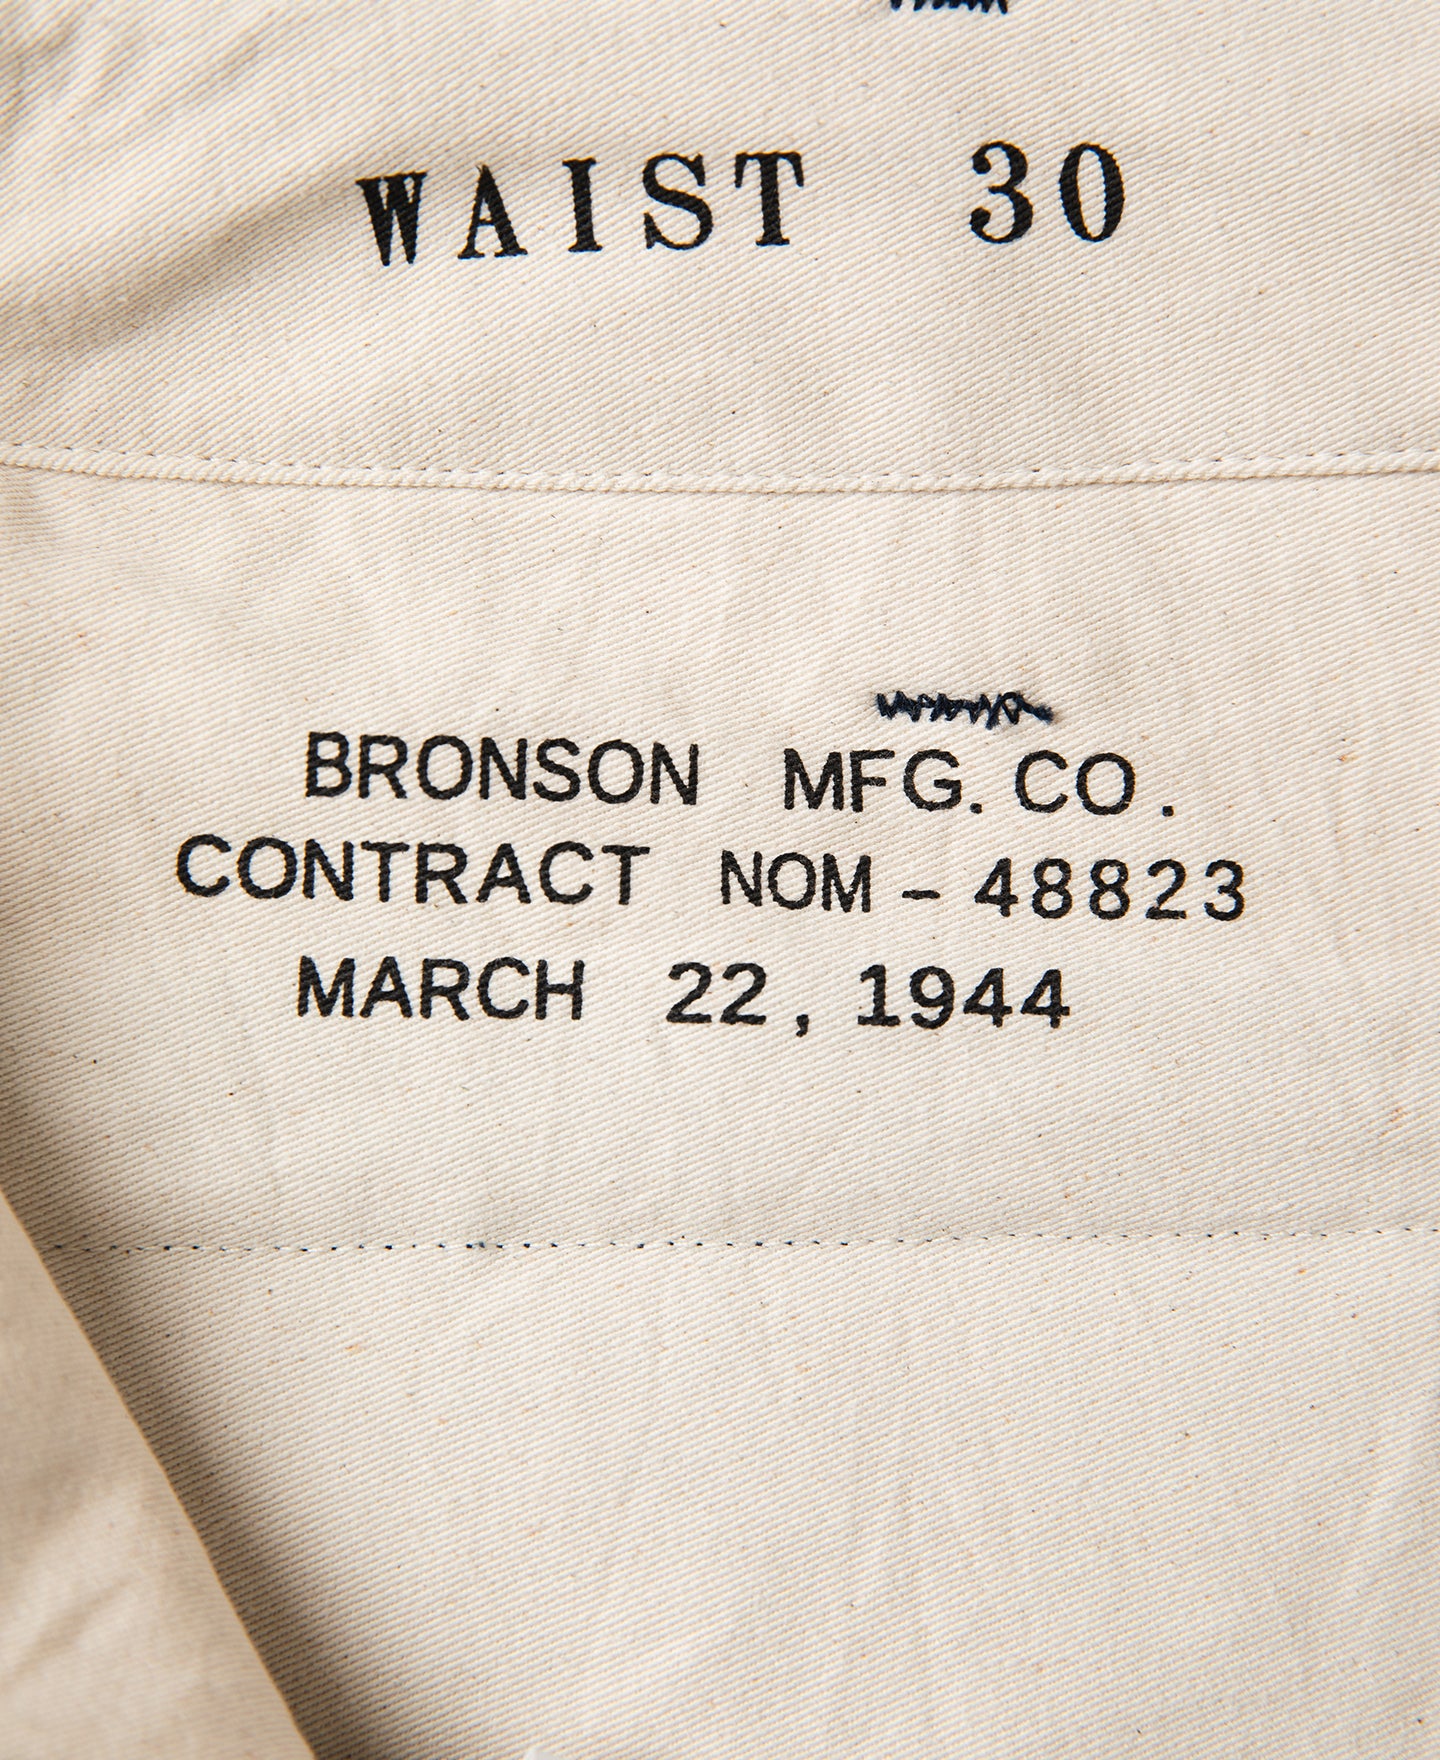 WAIST 30
BRONSON MFG. CO.
CONTRACT NOM - 48823
MARCH 22, 1944